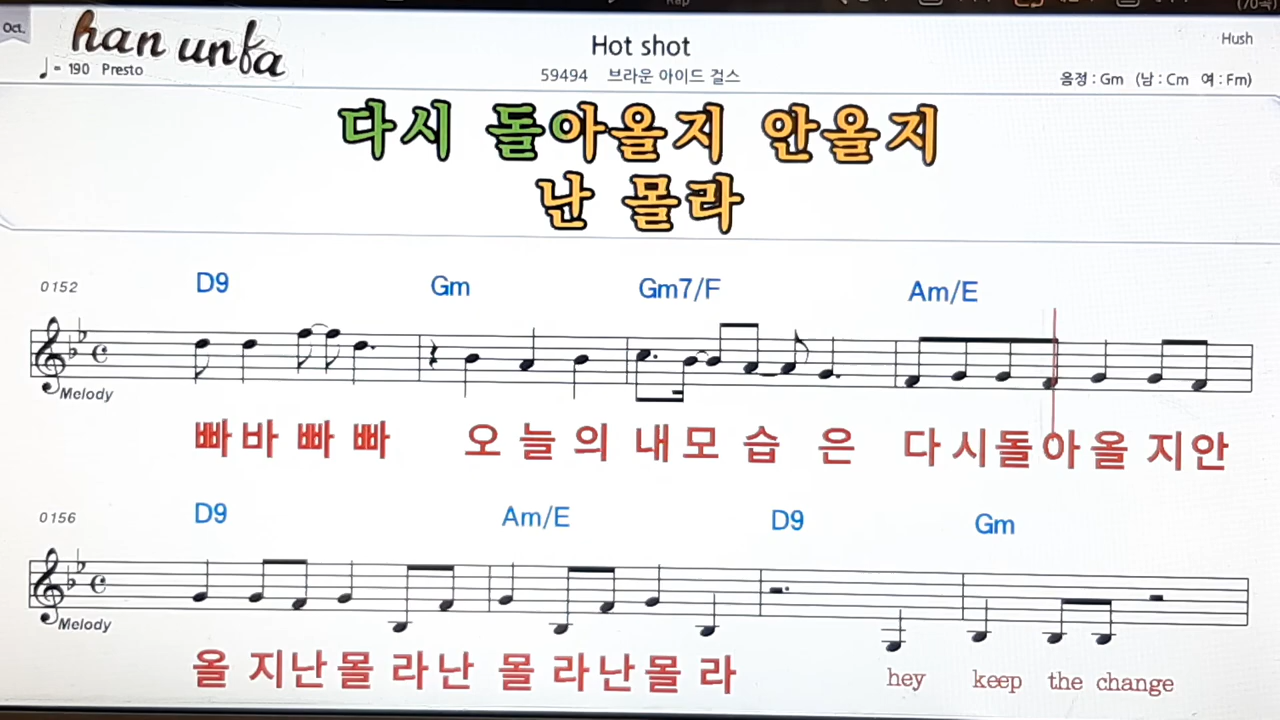 Oct.
han unfa
♩= 190 Presto
Hot shot
Hush
59494 브라운 아이드 걸스
음정 : Gm (남 : Cm 여 : Fm)
다시 돌아올지 안올지
난 몰라
0152
D9 Gm Gm7/F Am/E
Melody
빠바 빠 빠 오 늘 의 내모 습 은 다 시돌아올 지안
0156
D9 Am/E D9 Gm
Melody
올 지난몰 라난 몰 라난몰 라 hey keep the change